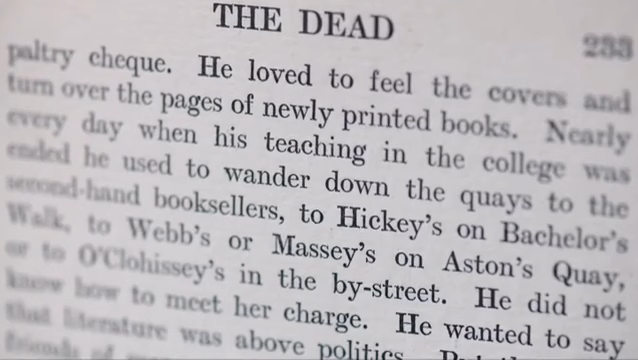 THE DEAD 233
paltry cheque. He loved to feel the covers and
turn over the pages of newly printed books. Nearly
every day when his teaching in the college was
ended he used to wander down the quays to the
second-hand booksellers, to Hickey's on Bachelor's
Walk, to Webb's or Massey's on Aston's Quay,
or to O'Clohissey's in the by-street. He did not
know how to meet her charge. He wanted to say
that literature was above politics. But
friends of